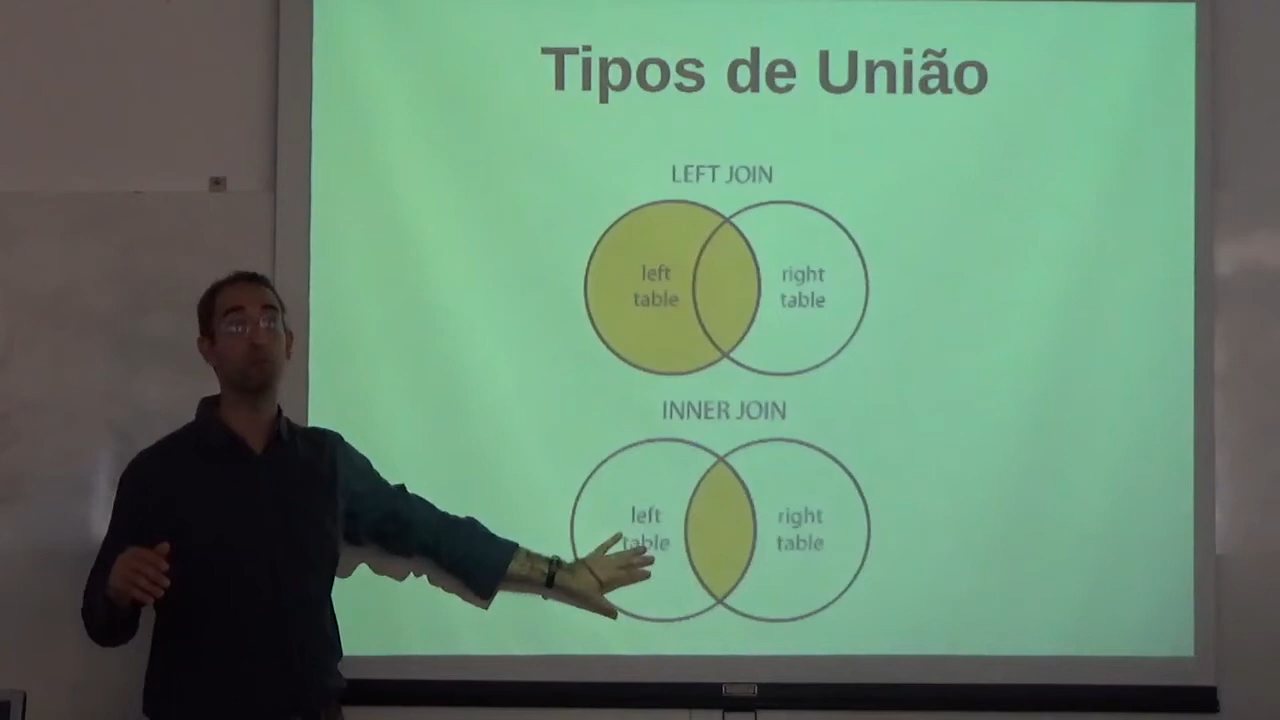 Tipos de União
LEFT JOIN
left
table
right
table
INNER JOIN
left
table
right
table